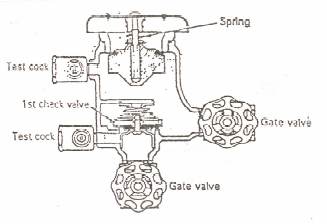 Spring
Test cock
1st check valve
Test cock
Gate valve
Gate valve